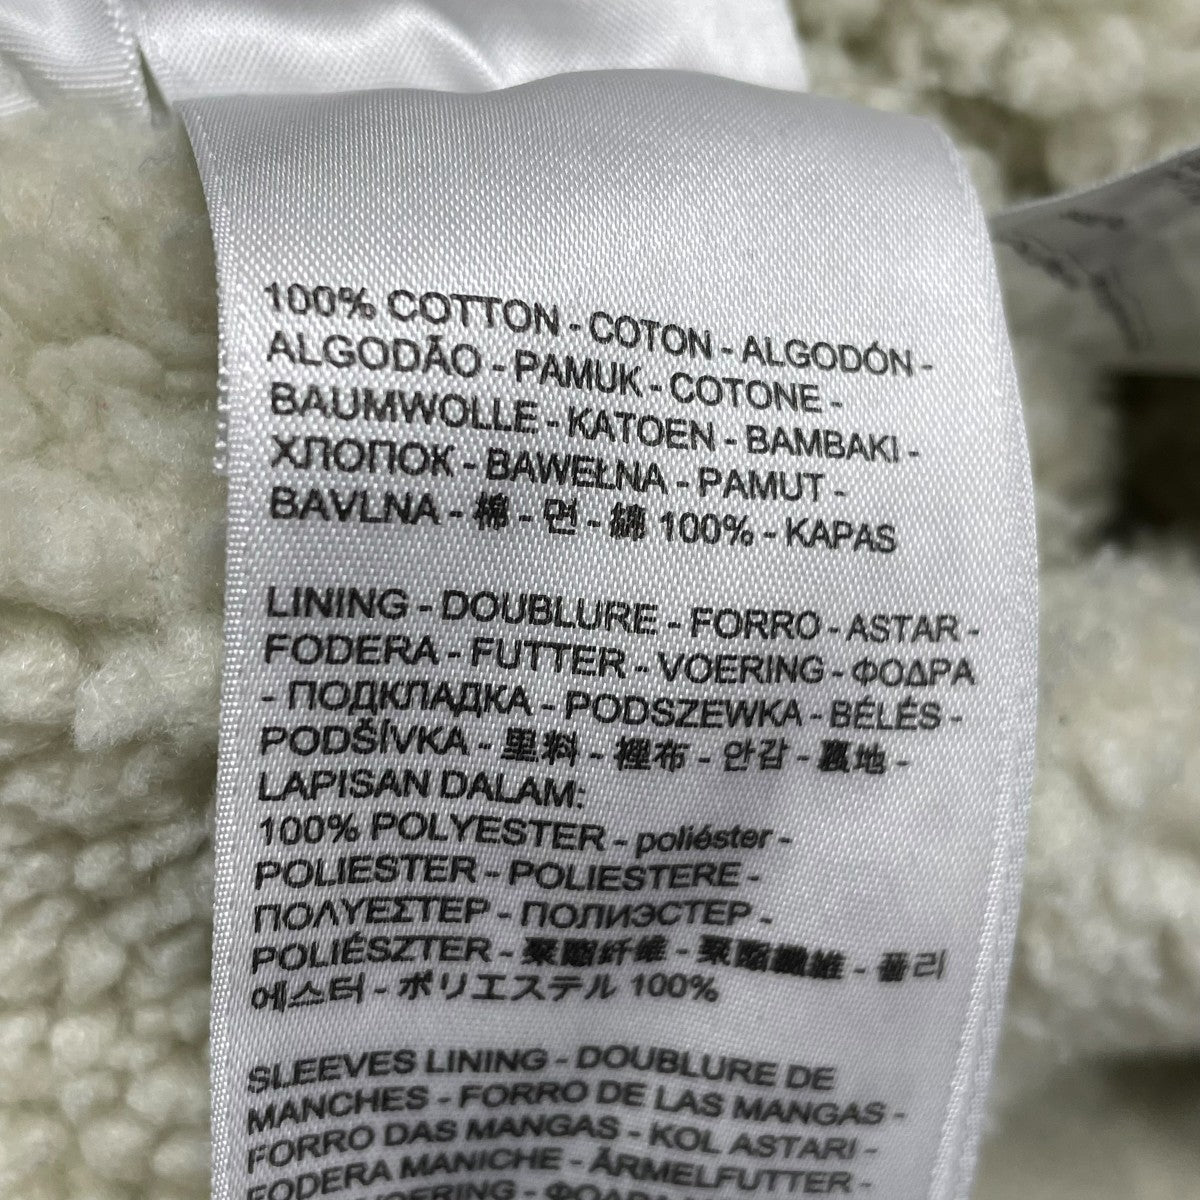 100% COTTON - COTON - ALGODÓN -
ALGODÃO - PAMUK - COTONE -
BAUMWOLLE - KATOEN - BAMBAKI -
ХЛОПОК - BAWEŁNA - PAMUT -
BAVLNA - 棉 - 면 - 綿 100% - KAPAS
LINING - DOUBLURE - FORRO - ASTAR -
FODERA - FUTTER - VOERING - ΦΟΔΡΑ
- ПОДКЛАДКА - PODSZEWKA - BÉLÉS -
PODŠÍVKA - 里料 - 裡布 - 안감 - 裏地 -
LAPISAN DALAM:
100% POLYESTER - poliéster -
POLIESTER - POLIESTERE -
ΠΟΛΥΕΣΤΕΡ - ПОЛИЭСТЕР -
POLIÉSZTER - 聚酯纤维 - 聚酯纖維 - 폴리
에스터 - ポリエステル 100%
SLEEVES LINING - DOUBLURE DE
MANCHES - FORRO DE LAS MANGAS -
FORRO DAS MANGAS - KOL ASTARI -
FODERA MANICHE - ÄRMELFUTTER -
VOERING - ΦΟΔΡΑ